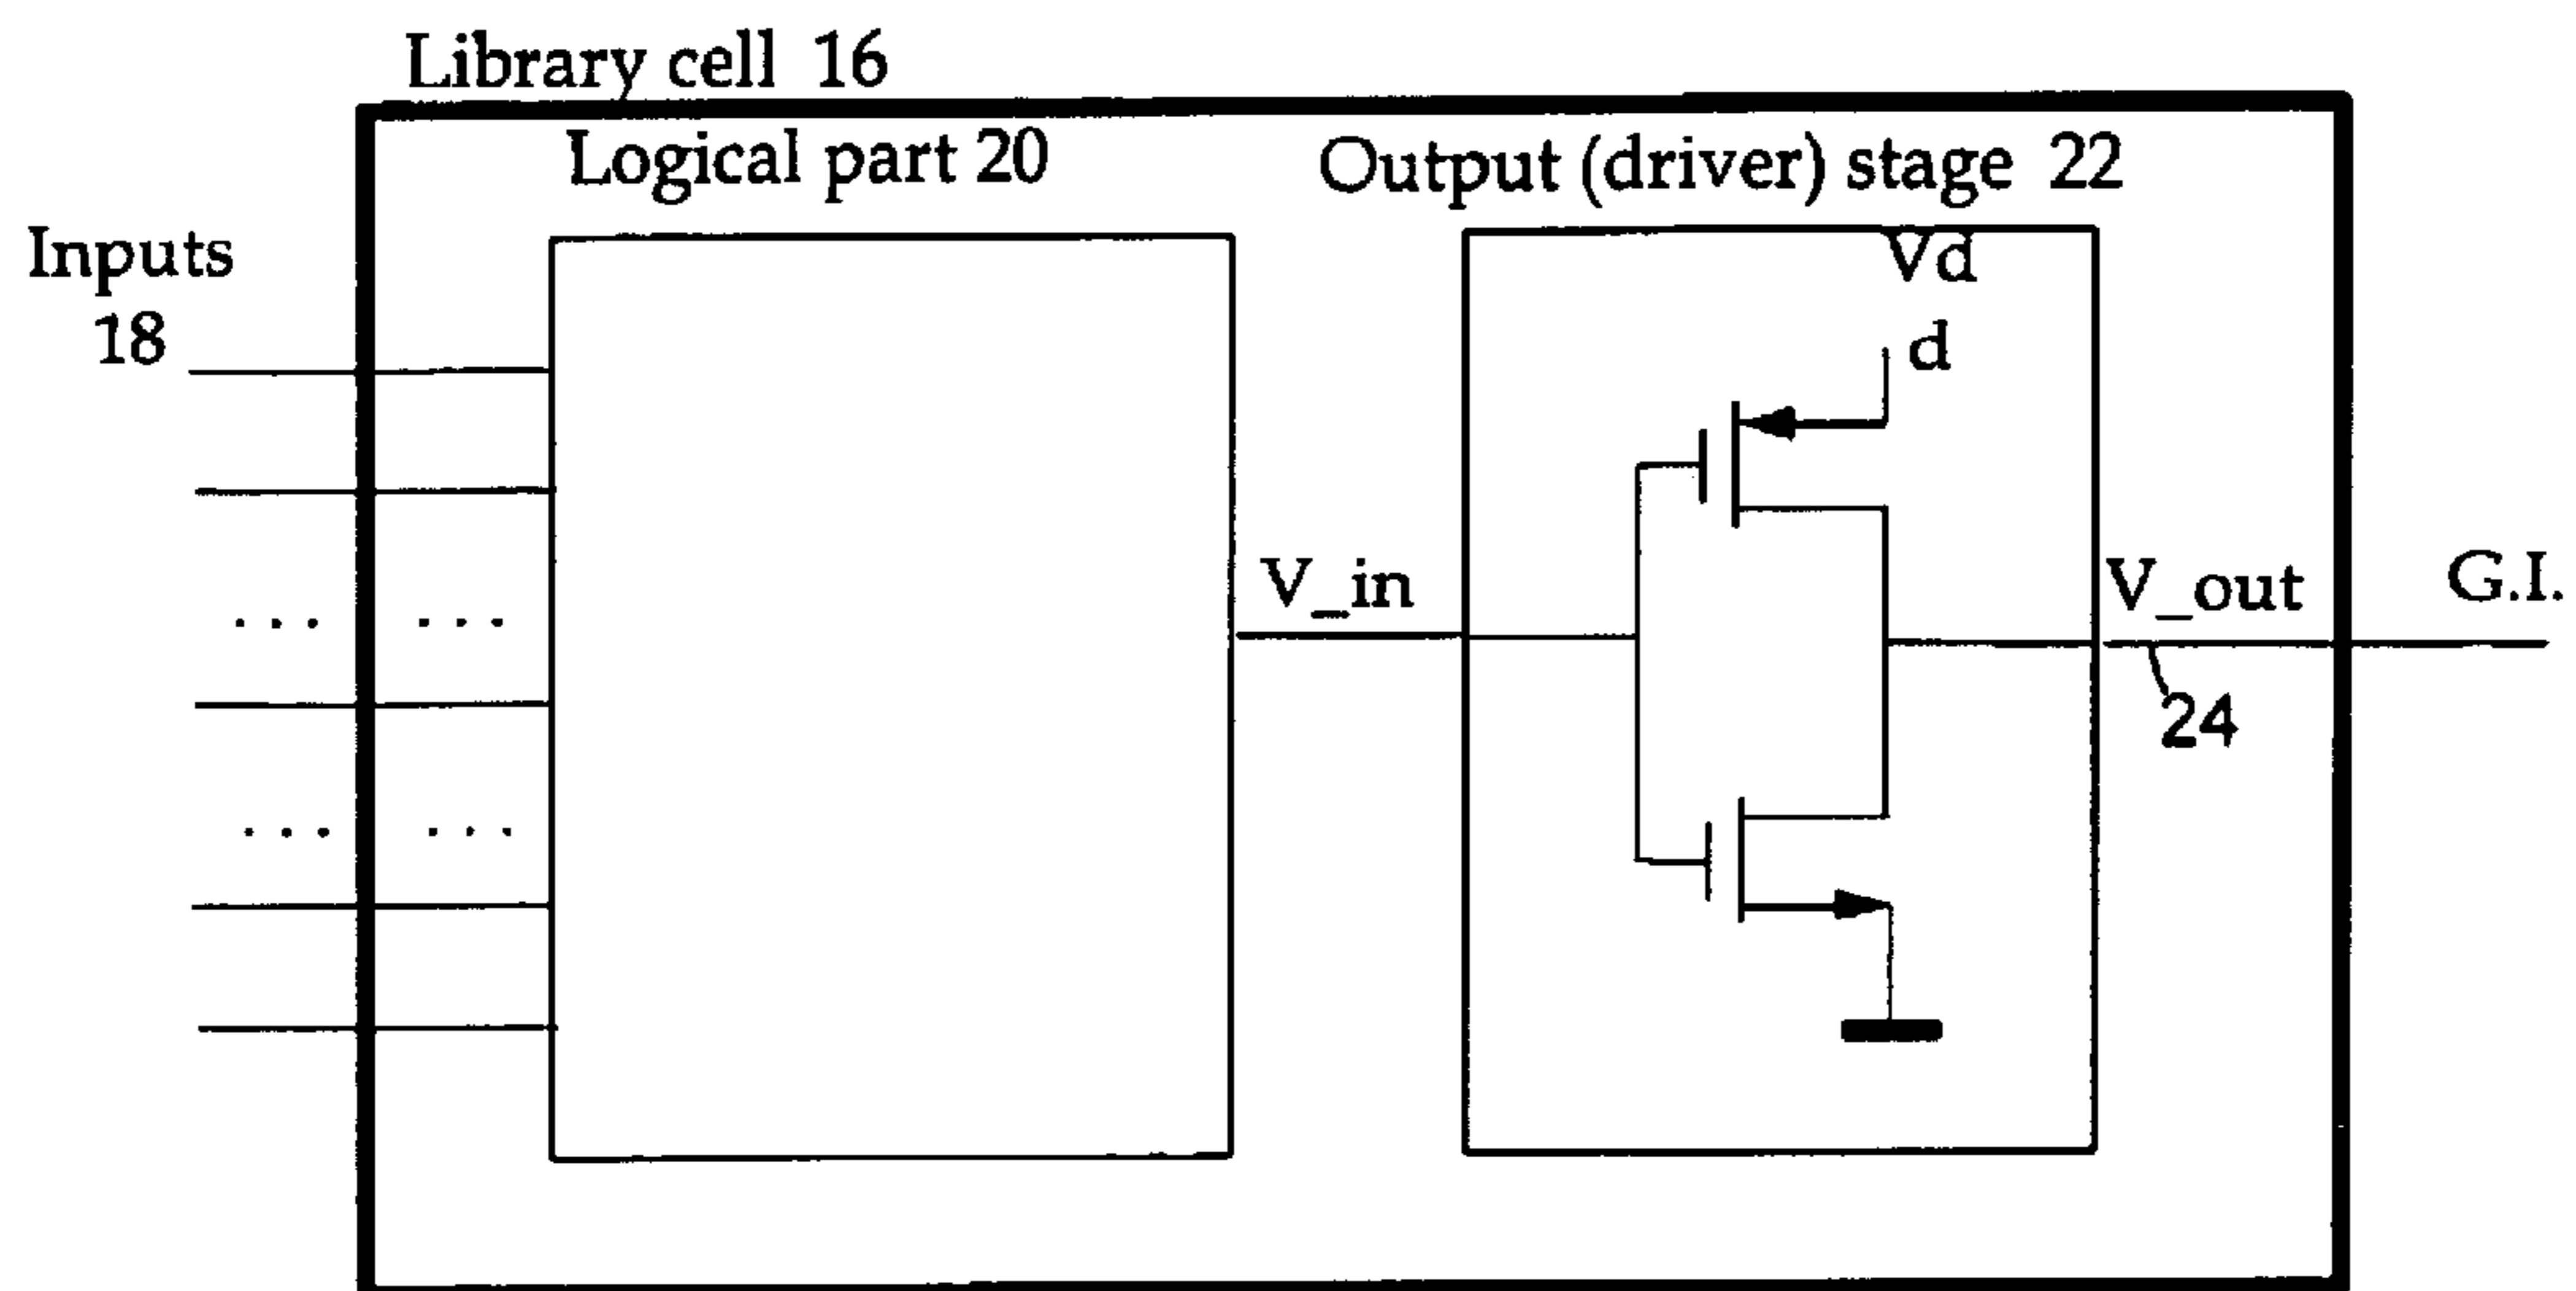 Library cell 16
Logical part 20
Output (driver) stage 22
Inputs
18
Vd
d
V_in
V_out
G.I.
24
... ...
... ...